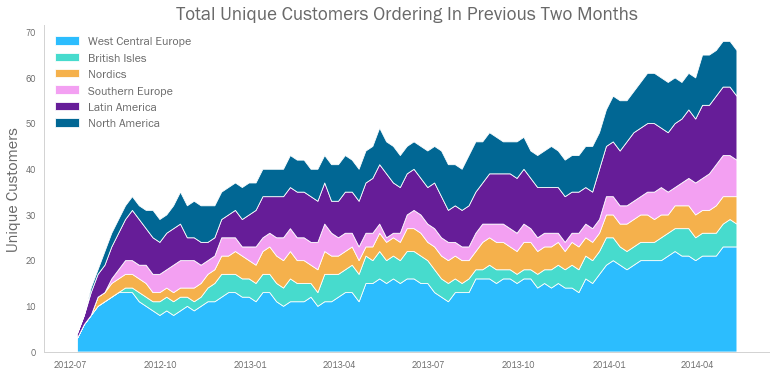 Total Unique Customers Ordering In Previous Two Months
70
60
50
40
30
20
10
0
Unique Customers
West Central Europe
British Isles
Nordics
Southern Europe
Latin America
North America
2012-07 2012-10 2013-01 2013-04 2013-07 2013-10 2014-01 2014-04